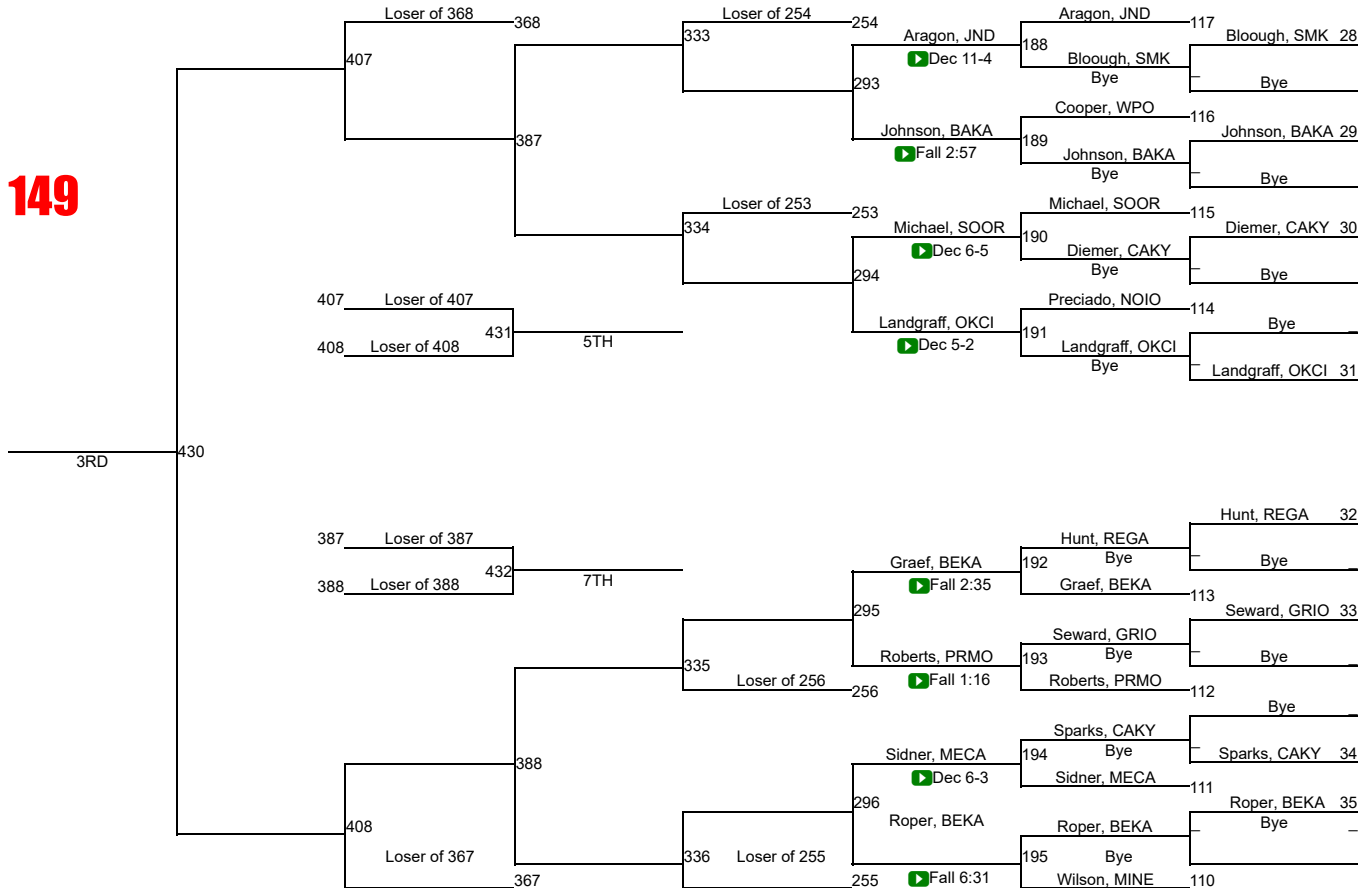 Loser of 368 368 Loser of 254 254 Aragon, JND 117
333 Aragon, JND 188 Bloough, SMK 28
407 Dec 11-4 Bloough, SMK
293 Bye _ Bye
Cooper, WPO 116
387 Johnson, BAKA 189 Johnson, BAKA 29
Fall 2:57 Johnson, BAKA
149 Bye _ Bye
Loser of 253 253 Michael, SOOR 115
334 Michael, SOOR 190 Diemer, CAKY 30
Dec 6-5 Diemer, CAKY
294 Bye _ Bye
407 Loser of 407 Preciado, NOIO 114
431 5TH Landgraff, OKCI 191 Bye _
408 Loser of 408 Dec 5-2 Landgraff, OKCI
Bye _ Landgraff, OKCI 31
430
3RD
Hunt, REGA 32
387 Loser of 387 Hunt, REGA
432 7TH Graef, BEKA 192 Bye _ Bye _
388 Loser of 388 Fall 2:35 Graef, BEKA 113
295 Seward, GRIO 33
Seward, GRIO
335 Roberts, PRMO 193 Bye _ Bye _
Loser of 256 256 Fall 1:16 Roberts, PRMO 112
Bye _
Sparks, CAKY
388 Sidner, MECA 194 Bye _ Sparks, CAKY 34
Dec 6-3 Sidner, MECA 111
296 Roper, BEKA 35
408 Roper, BEKA Roper, BEKA _ Bye _
Loser of 367 336 Loser of 255 195 Bye
367 255 Fall 6:31 Wilson, MINE 110